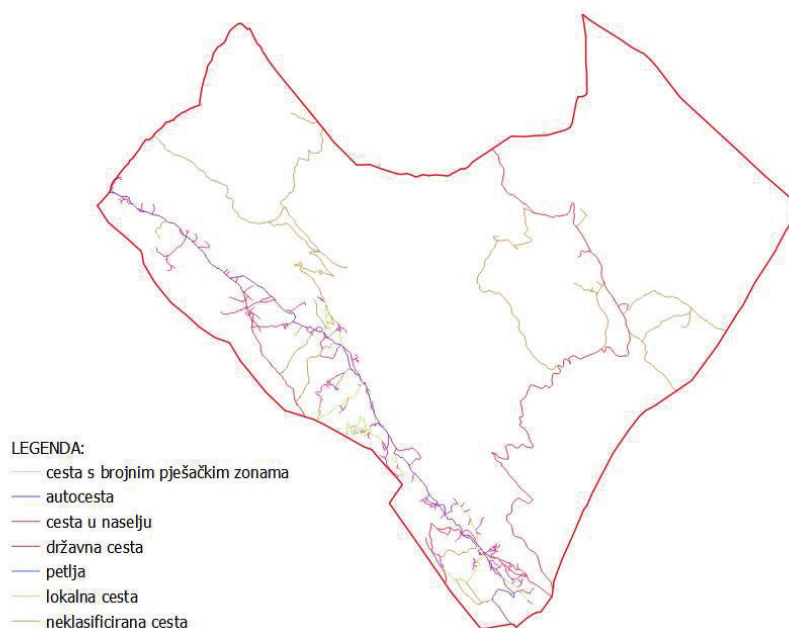 LEGENDA:
cesta s brojnim pješačkim zonama
autocesta
cesta u naselju
državna cesta
petlja
lokalna cesta
neklasificirana cesta